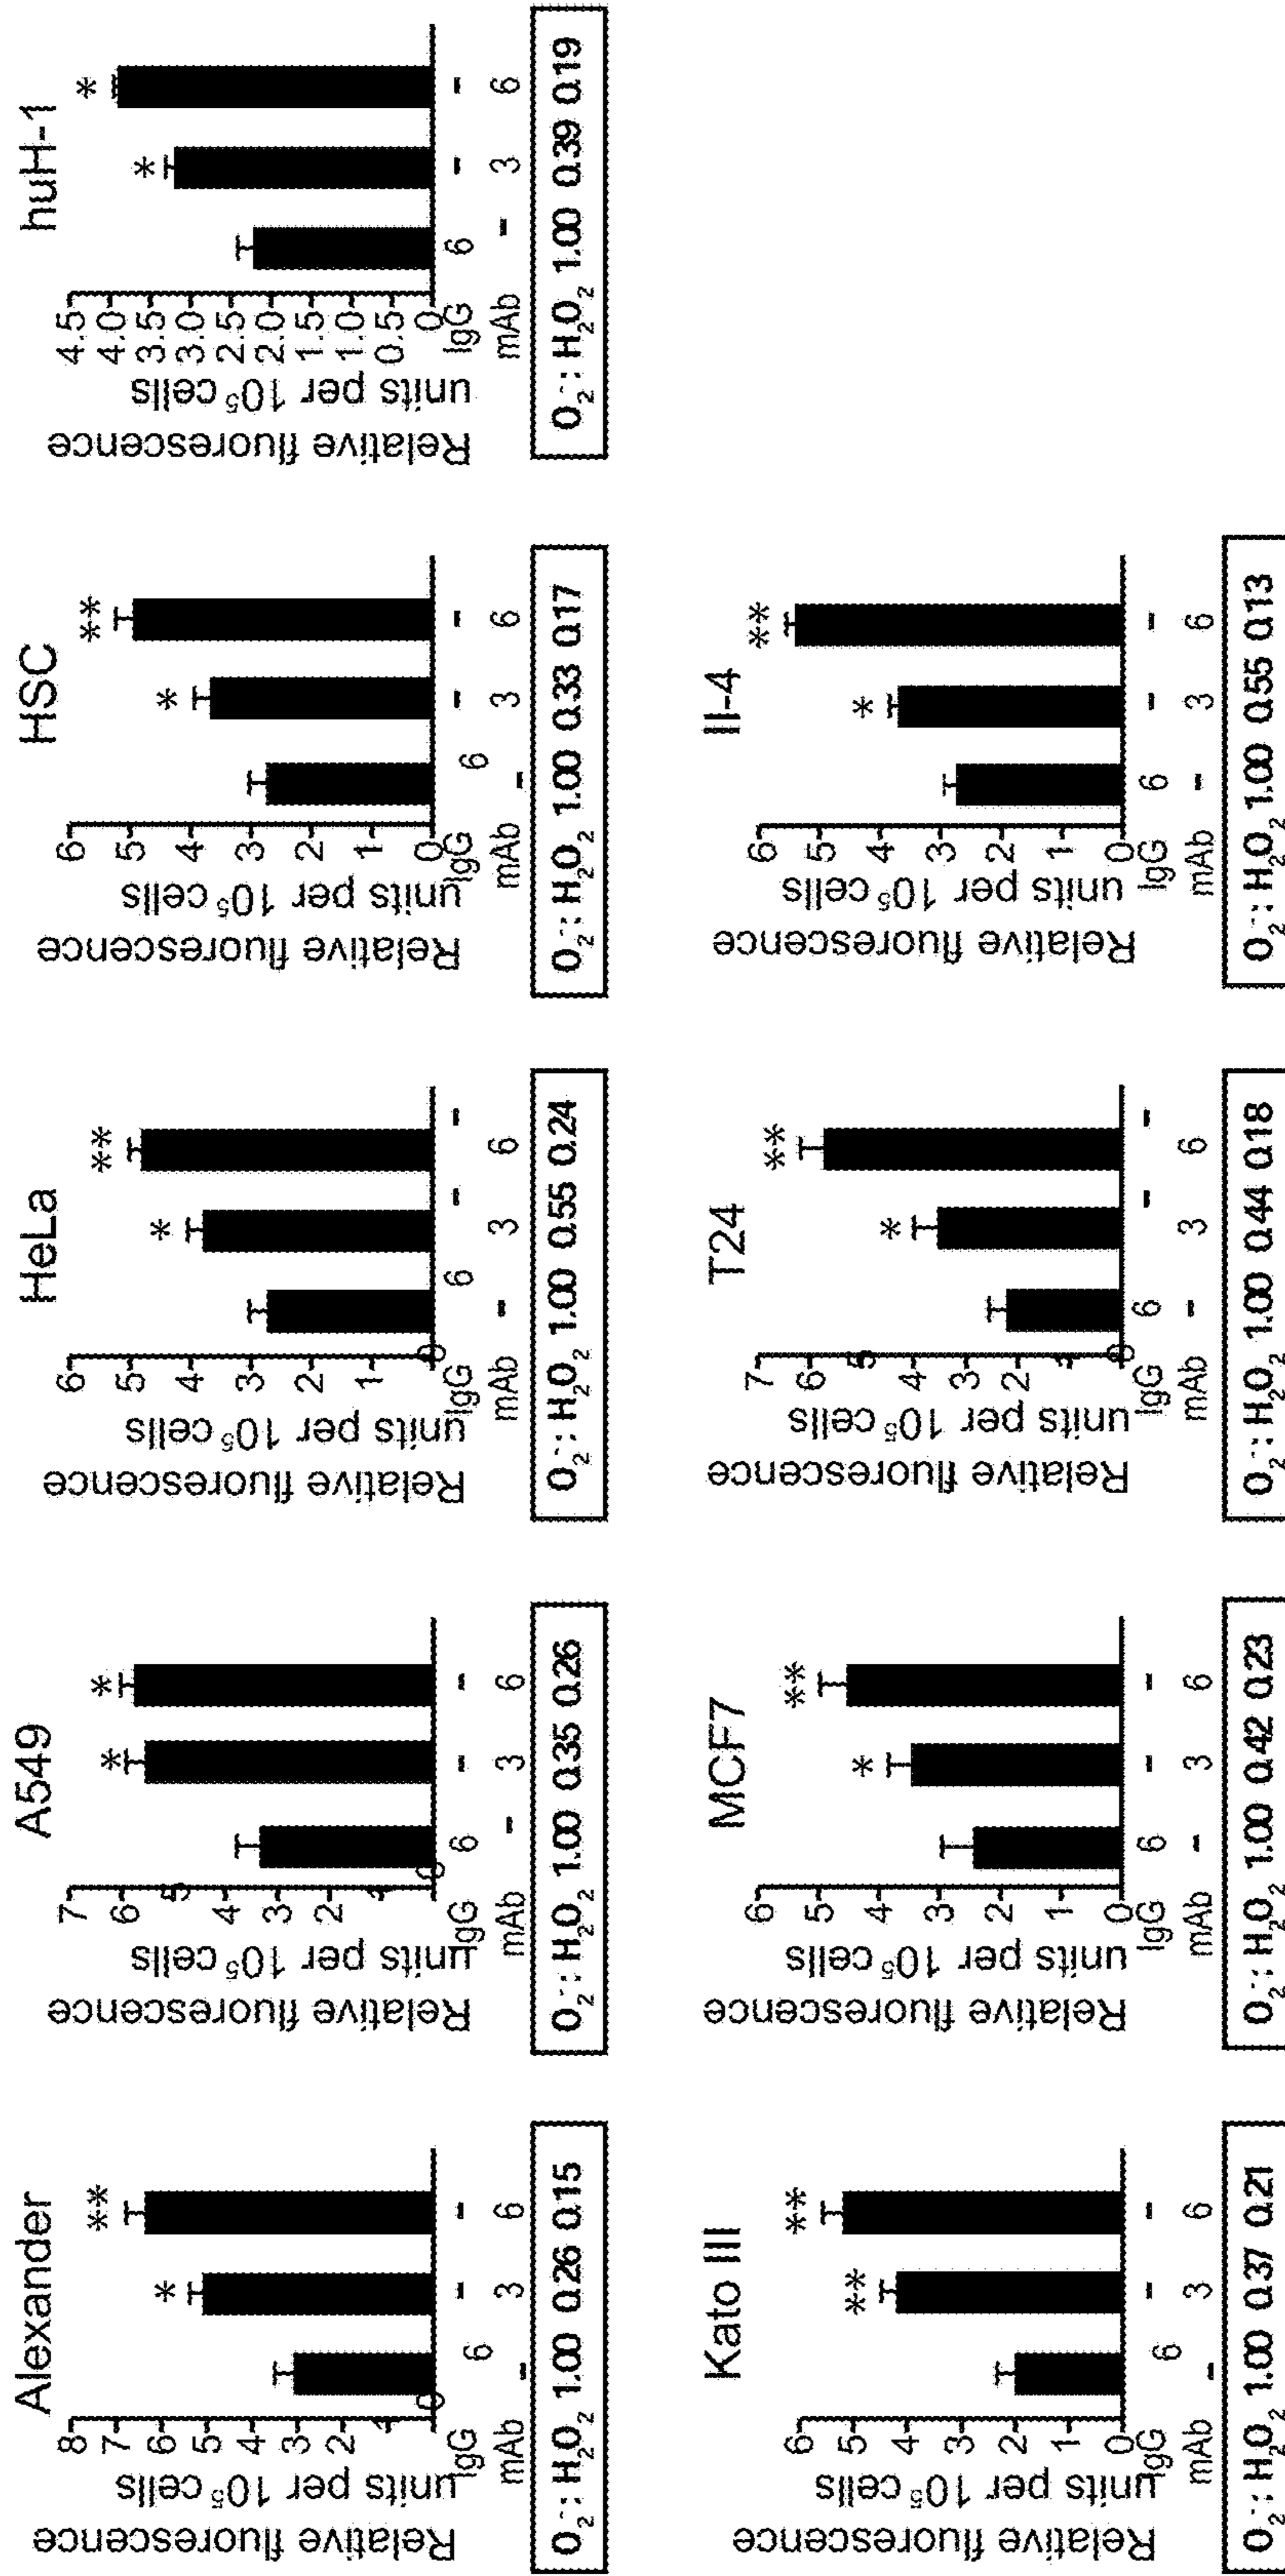 Alexander
**
*
8
7
6
5
4
3
2
1
0
Relative fluorescence
units per 10⁵ cells
IgG 6 - -
mAb - 3 6
O₂⁻: H₂O₂ 1.00 0.26 0.15
A549
*
*
7
6
5
4
3
2
1
0
Relative fluorescence
units per 10⁵ cells
IgG 6 - -
mAb - 3 6
O₂⁻: H₂O₂ 1.00 0.35 0.26
HeLa
**
*
6
5
4
3
2
1
0
Relative fluorescence
units per 10⁵ cells
IgG 6 - -
mAb - 3 6
O₂⁻: H₂O₂ 1.00 0.55 0.24
HSC
**
*
6
5
4
3
2
1
0
Relative fluorescence
units per 10⁵ cells
IgG 6 - -
mAb - 3 6
O₂⁻: H₂O₂ 1.00 0.33 0.17
huH-1
*
*
4.5
4.0
3.5
3.0
2.5
2.0
1.5
1.0
0.5
0
Relative fluorescence
units per 10⁵ cells
IgG 6 - -
mAb - 3 6
O₂⁻: H₂O₂ 1.00 0.39 0.19
Kato III
**
**
6
5
4
3
2
1
0
Relative fluorescence
units per 10⁵ cells
IgG 6 - -
mAb - 3 6
O₂⁻: H₂O₂ 1.00 0.37 0.21
MCF7
**
*
6
5
4
3
2
1
0
Relative fluorescence
units per 10⁵ cells
IgG 6 - -
mAb - 3 6
O₂⁻: H₂O₂ 1.00 0.42 0.23
T24
**
*
7
6
5
4
3
2
1
0
Relative fluorescence
units per 10⁵ cells
IgG 6 - -
mAb - 3 6
O₂⁻: H₂O₂ 1.00 0.44 0.18
II-4
**
*
6
5
4
3
2
1
0
Relative fluorescence
units per 10⁵ cells
IgG 6 - -
mAb - 3 6
O₂⁻: H₂O₂ 1.00 0.55 0.13